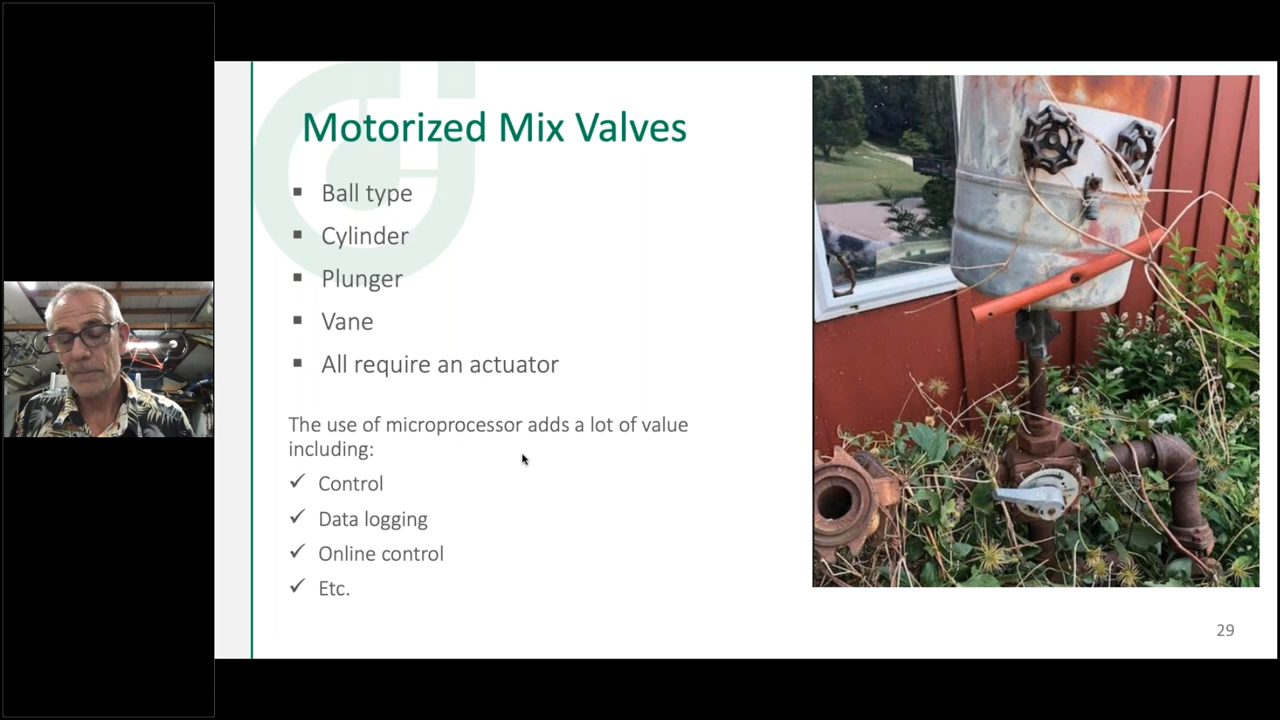 Motorized Mix Valves
Ball type
Cylinder
Plunger
Vane
All require an actuator
The use of microprocessor adds a lot of value
including:
Control
Data logging
Online control
Etc.
29